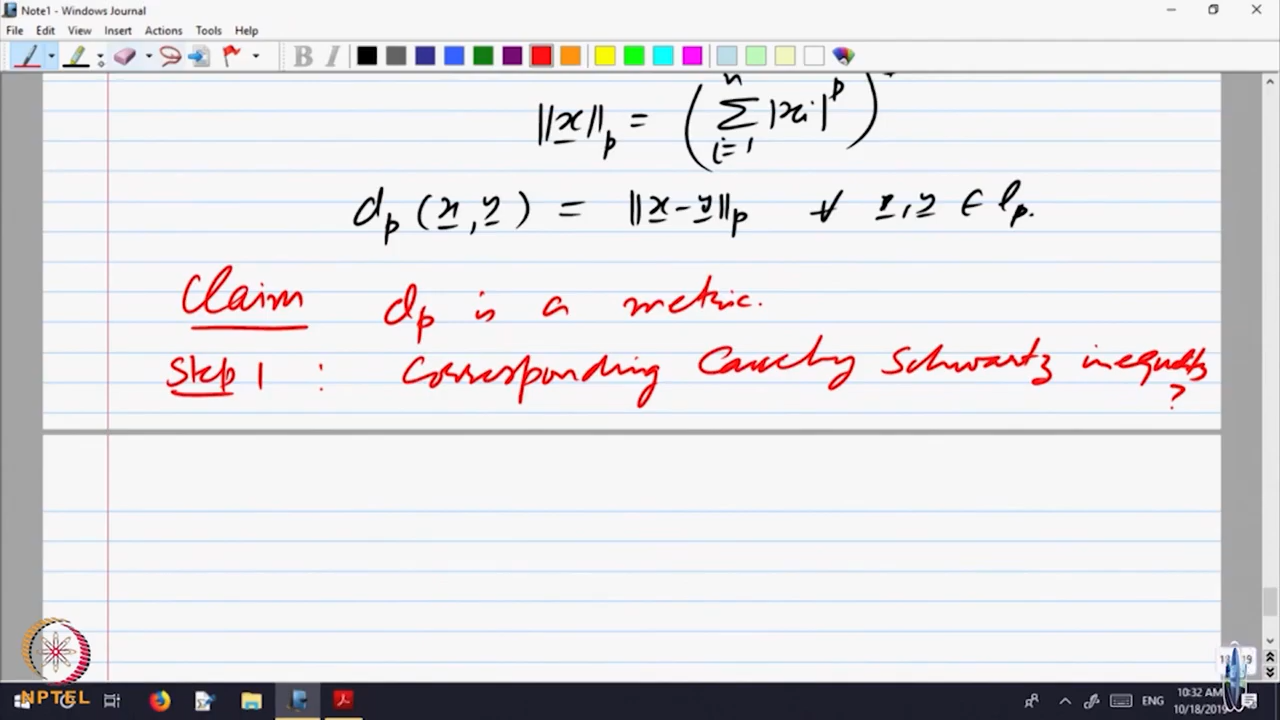 Note1 - Windows Journal
File Edit View Insert Actions Tools Help
B I
||x||p = ( n Σ i=1 |xi|^p )
dp (x, y) = ||x - y||p ∀ x, y ∈ lp.
Claim dp is a metric.
Step 1 : Corresponding Cauchy Schwartz inequality
?
NPTEL
ENG
10:32 AM
10/18/2019